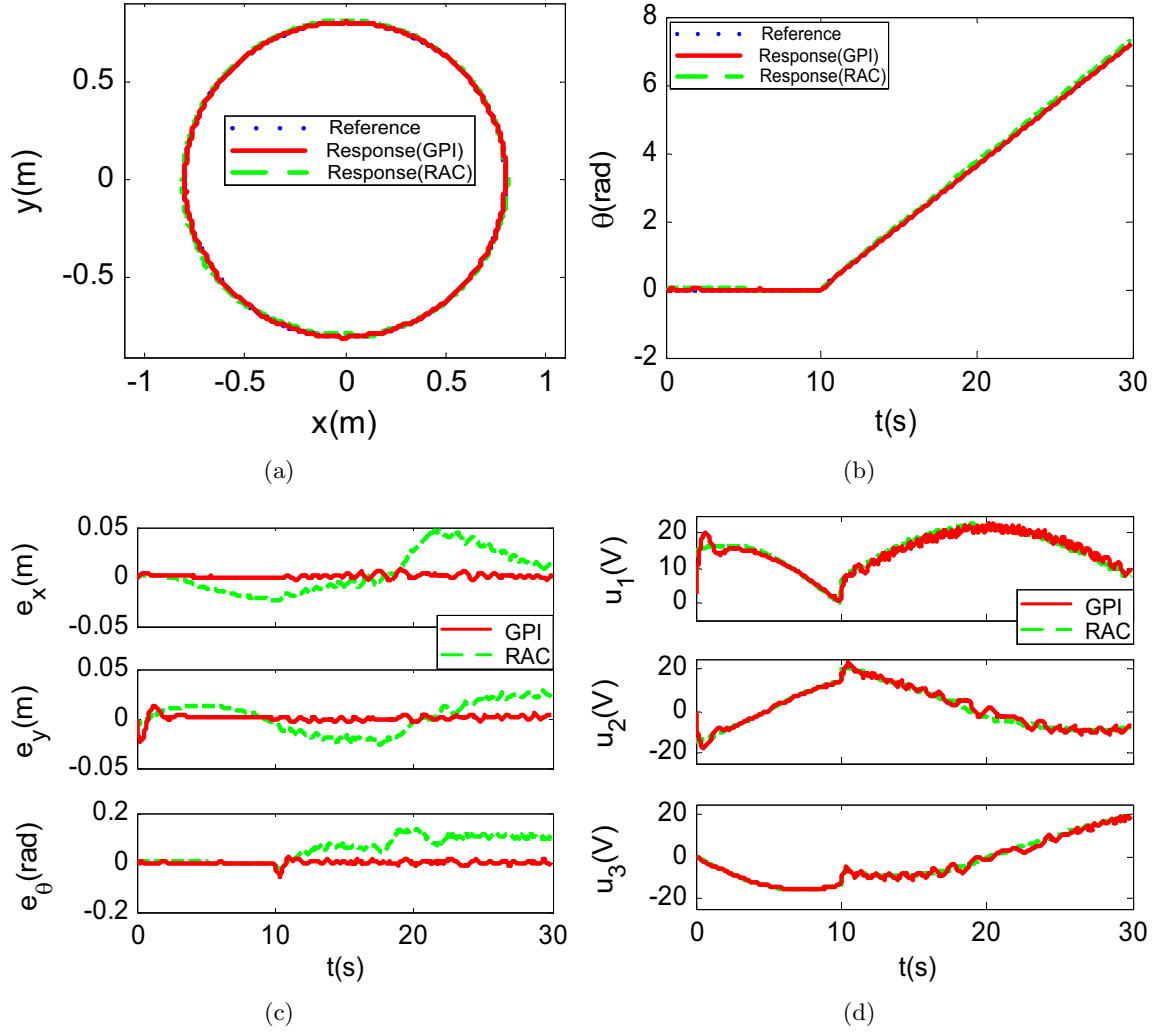 0.5
0
-0.5
y(m)
-1
-0.5
0
0.5
1
x(m)
Reference
Response(GPI)
Response(RAC)
(a)
8
6
4
2
0
-2
θ(rad)
0
10
20
30
t(s)
Reference
Response(GPI)
Response(RAC)
(b)
0.05
0
-0.05
e_x(m)
GPI
RAC
0.05
0
-0.05
e_y(m)
0.2
0
-0.2
e_θ(rad)
0
10
20
30
t(s)
(c)
20
10
0
u_1(V)
GPI
RAC
20
0
-20
u_2(V)
20
0
-20
u_3(V)
0
10
20
30
t(s)
(d)